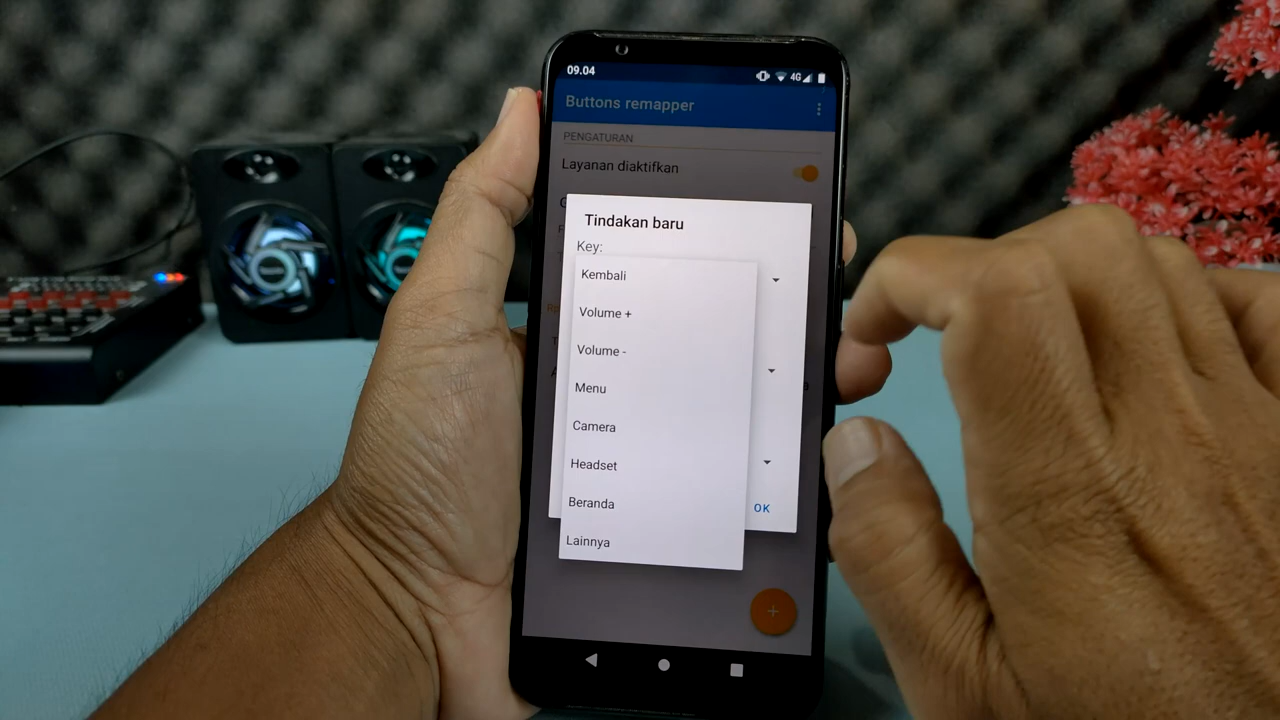 09.04
4G
Buttons remapper
PENGATURAN
Layanan diaktifkan
Tindakan baru
Key:
Kembali
Volume +
Volume -
Menu
Camera
Headset
Beranda
Lainnya
OK
+